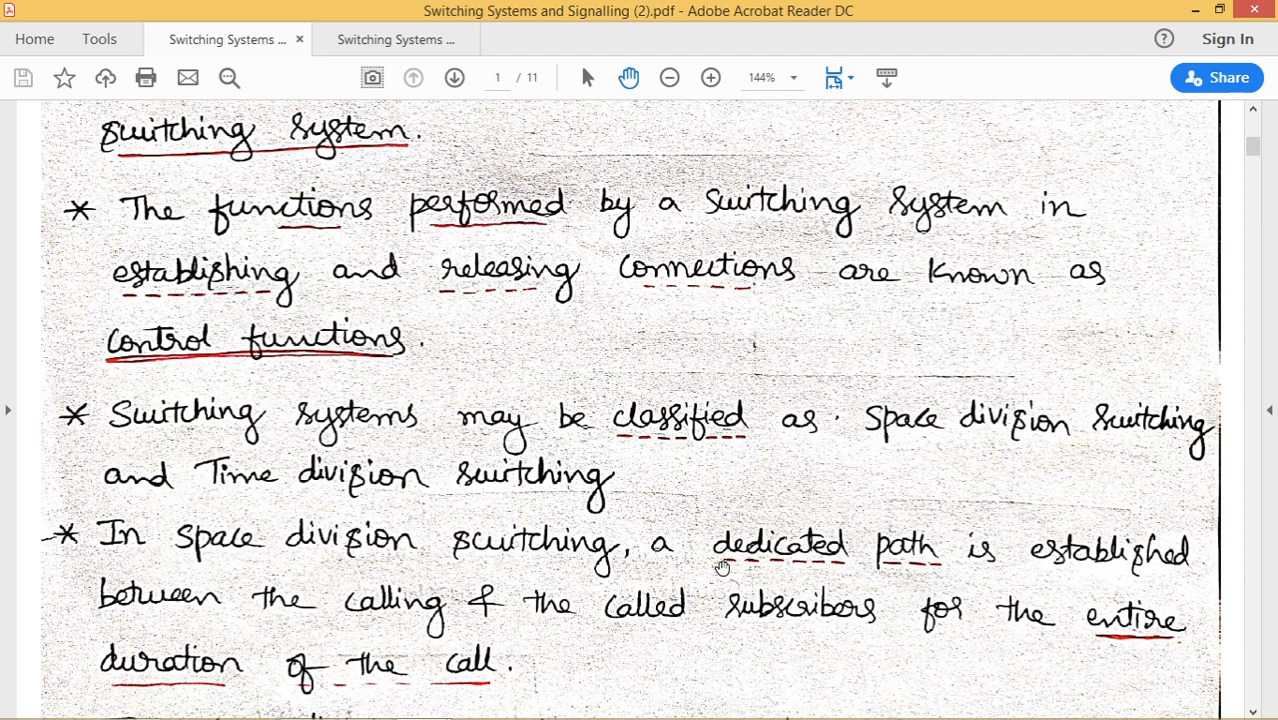 Switching Systems and Signalling (2).pdf - Adobe Acrobat Reader DC
Home Tools Switching Systems ... × Switching Systems ... Sign In
1 / 11 144% Share
switching system.
* The functions performed by a switching system in
establishing and releasing connections are known as
control functions.
* Switching systems may be classified as space division switching
and Time division switching
* In space division switching, a dedicated path is established
between the calling & the called subscribers for the entire
duration of the call.